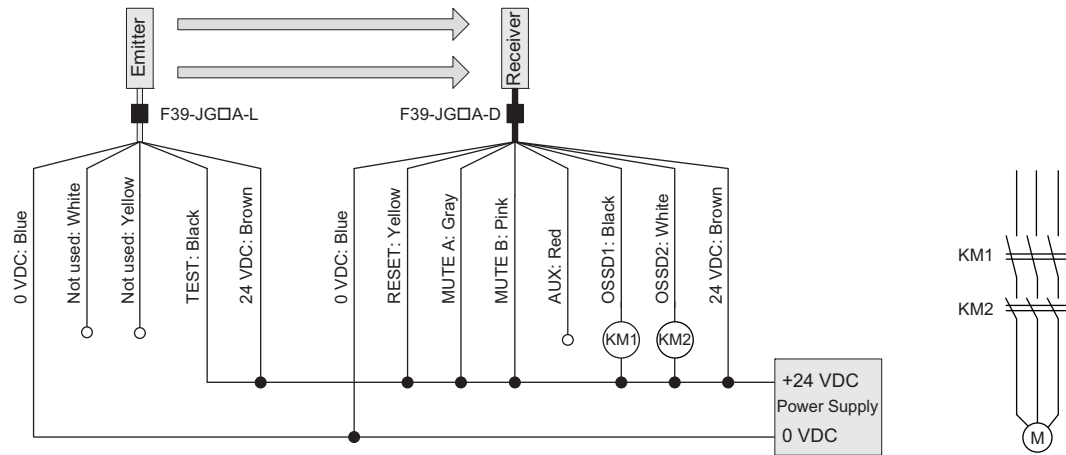 Emitter
Receiver
F39-JG□A-L
F39-JG□A-D
0 VDC: Blue
Not used: White
Not used: Yellow
TEST: Black
24 VDC: Brown
0 VDC: Blue
RESET: Yellow
MUTE A: Gray
MUTE B: Pink
AUX: Red
OSSD1: Black
OSSD2: White
24 VDC: Brown
KM1
KM2
+24 VDC
Power Supply
0 VDC
KM1
KM2
M